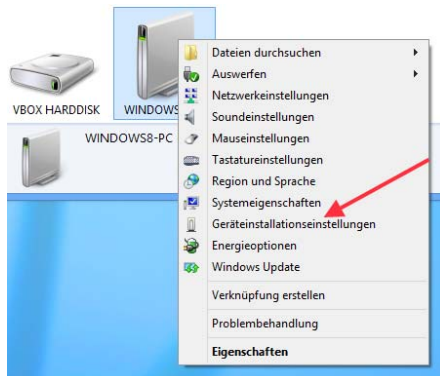 VBOX HARDDISK
WINDOWS
WINDOWS8-PC
Dateien durchsuchen
Auswerfen
Netzwerkeinstellungen
Soundeinstellungen
Mauseinstellungen
Tastatureinstellungen
Region und Sprache
Systemeigenschaften
Geräteinstallationseinstellungen
Energieoptionen
Windows Update
Verknüpfung erstellen
Problembehandlung
Eigenschaften